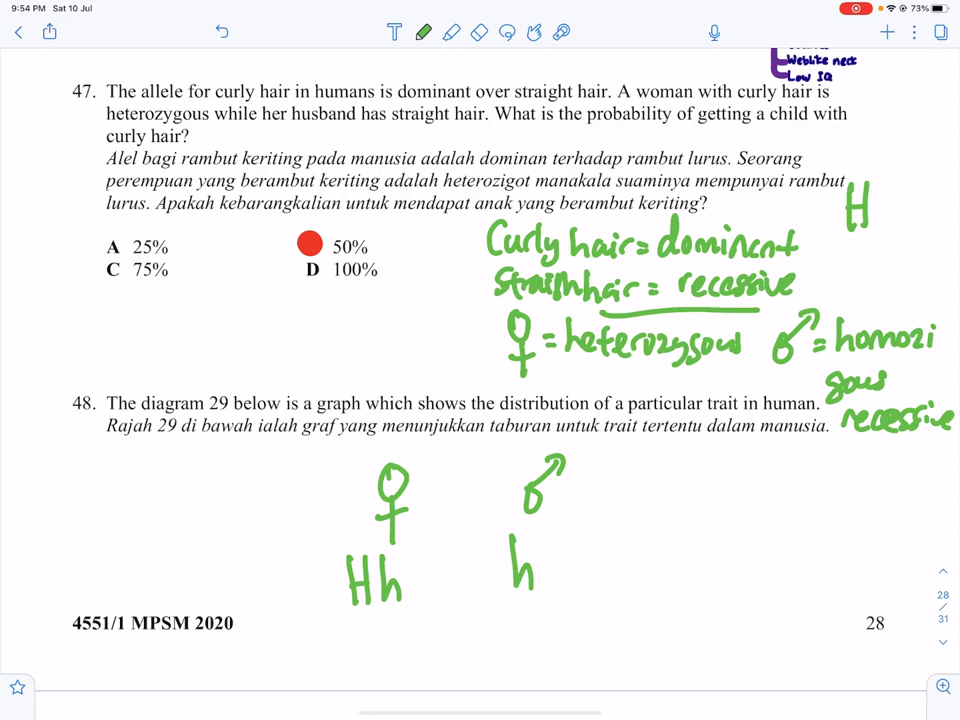 9:54 PM Sat 10 Jul 73%
Weblike neck
Low IQ
47. The allele for curly hair in humans is dominant over straight hair. A woman with curly hair is
heterozygous while her husband has straight hair. What is the probability of getting a child with
curly hair?
Alel bagi rambut keriting pada manusia adalah dominan terhadap rambut lurus. Seorang
perempuan yang berambut keriting adalah heterozigot manakala suaminya mempunyai rambut
lurus. Apakah kebarangkalian untuk mendapat anak yang berambut keriting?
H
A 25% 50%
C 75% D 100%
Curly hair = dominant
hair = recessive
♀ = heterozygous ♂ = homozi
gous
recessive
48. The diagram 29 below is a graph which shows the distribution of a particular trait in human.
Rajah 29 di bawah ialah graf yang menunjukkan taburan untuk trait tertentu dalam manusia.
♀ ♂
Hh h
28
/
31
4551/1 MPSM 2020 28